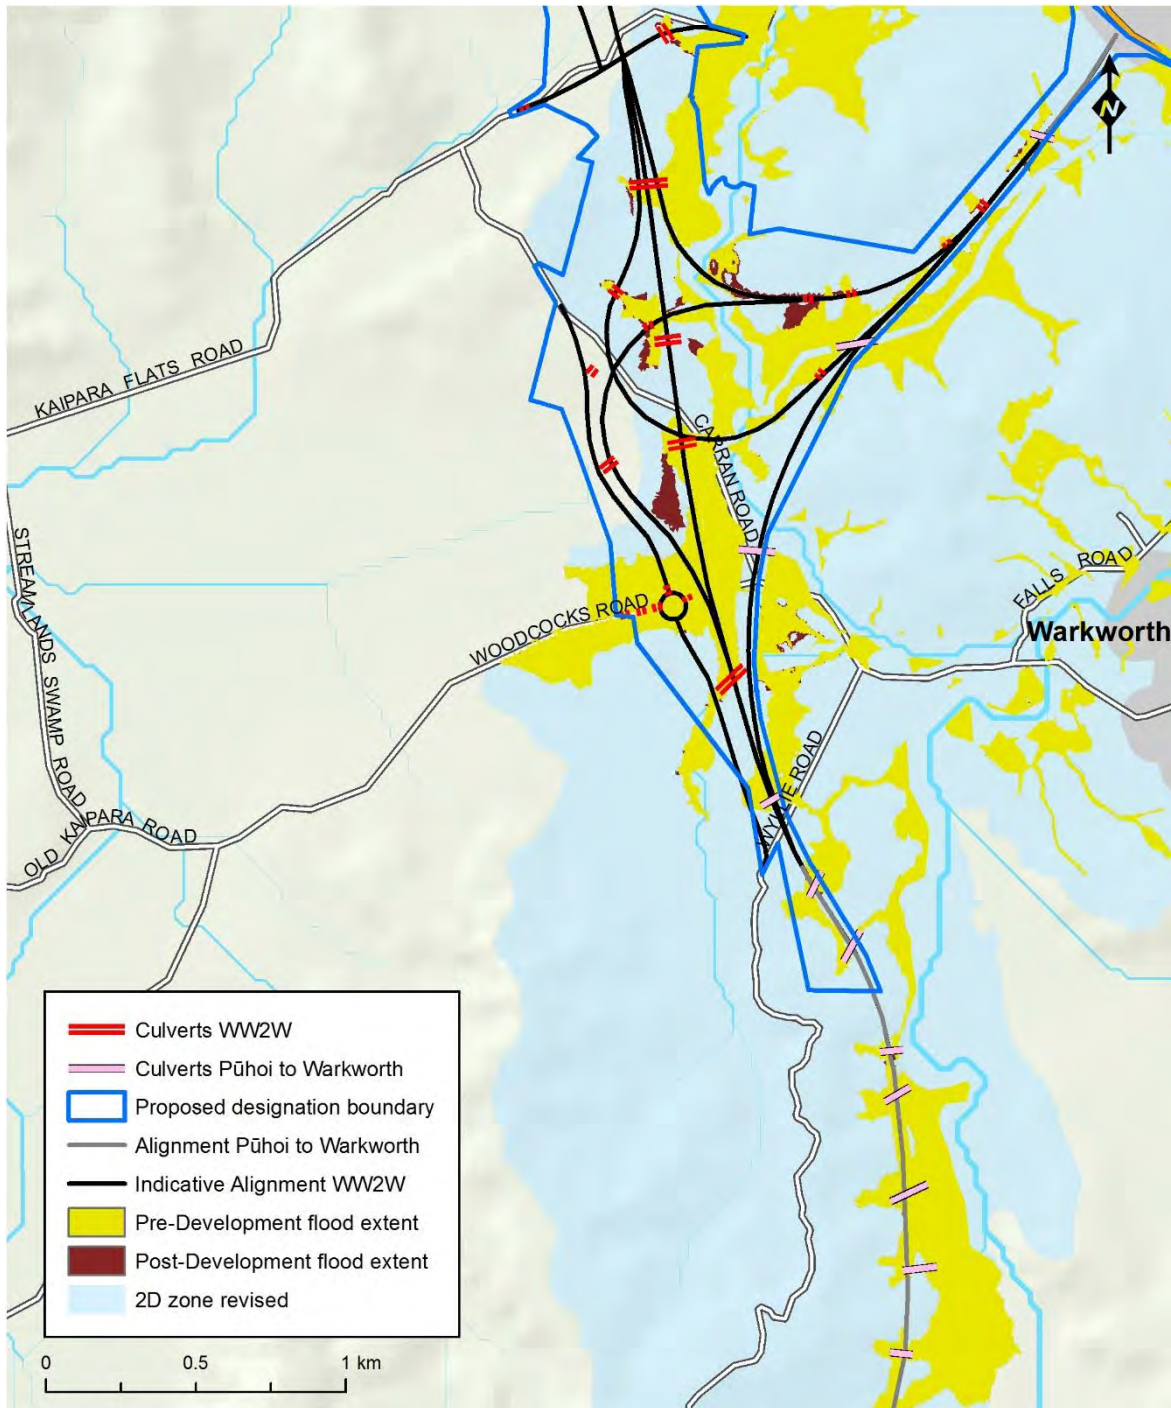 N
KAIPARA FLATS ROAD
CARRAN ROAD
STREAMLANDS SWAMP ROAD
WOODCOCKS ROAD
FALLS ROAD
Warkworth
WYLLIE ROAD
OLD KAIPARA ROAD
Culverts WW2W
Culverts Pūhoi to Warkworth
Proposed designation boundary
Alignment Pūhoi to Warkworth
Indicative Alignment WW2W
Pre-Development flood extent
Post-Development flood extent
2D zone revised
0 0.5 1 km